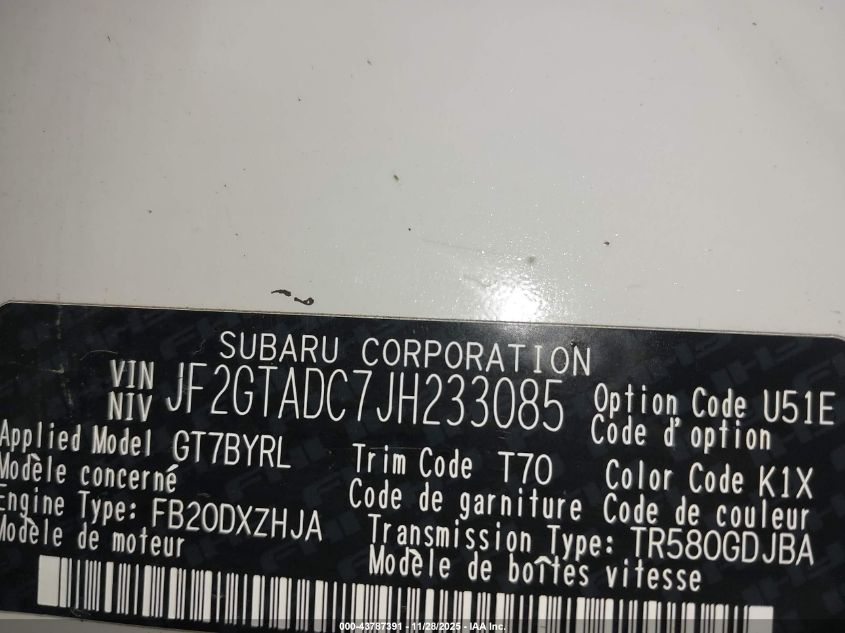 SUBARU CORPORATION
VIN
NIV
JF2GTADC7JH233085
Option Code U51E
Code d'option
Applied Model GT7BYRL
Modèle concerné
Trim Code T70
Code de garniture
Color Code K1X
Code de couleur
Engine Type: FB20DXZHJA
Modèle de moteur
Transmission Type: TR580GDJBA
Modèle de boîtes vitesse
000-43787391 - 11/28/2025 - IAA Inc.